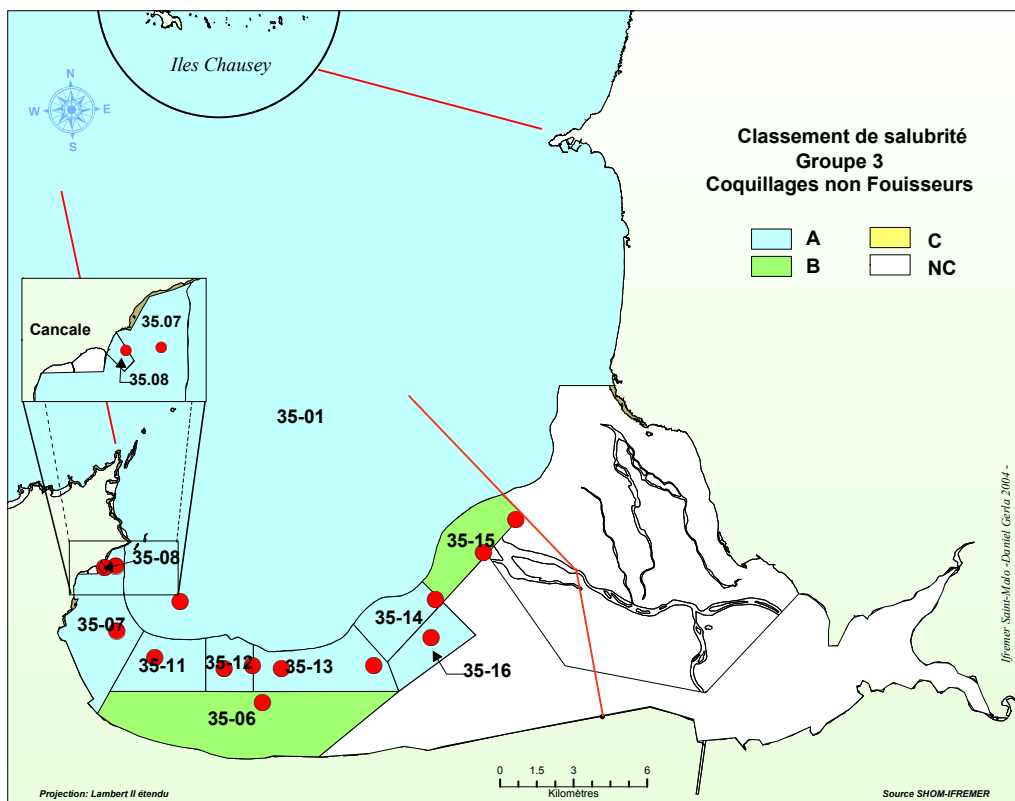 Iles Chausey
N
W
E
S
Classement de salubrité
Groupe 3
Coquillages non Fouisseurs
A
C
B
NC
Cancale
35.07
35.08
35-01
35-15
35-08
35-07
35-14
35-11
35-12
35-13
35-16
35-06
0 1.5 3 6
Kilomètres
Projection: Lambert II étendu
Source SHOM-IFREMER
Ifremer Saint-Malo -Daniel Gerla 2004 -